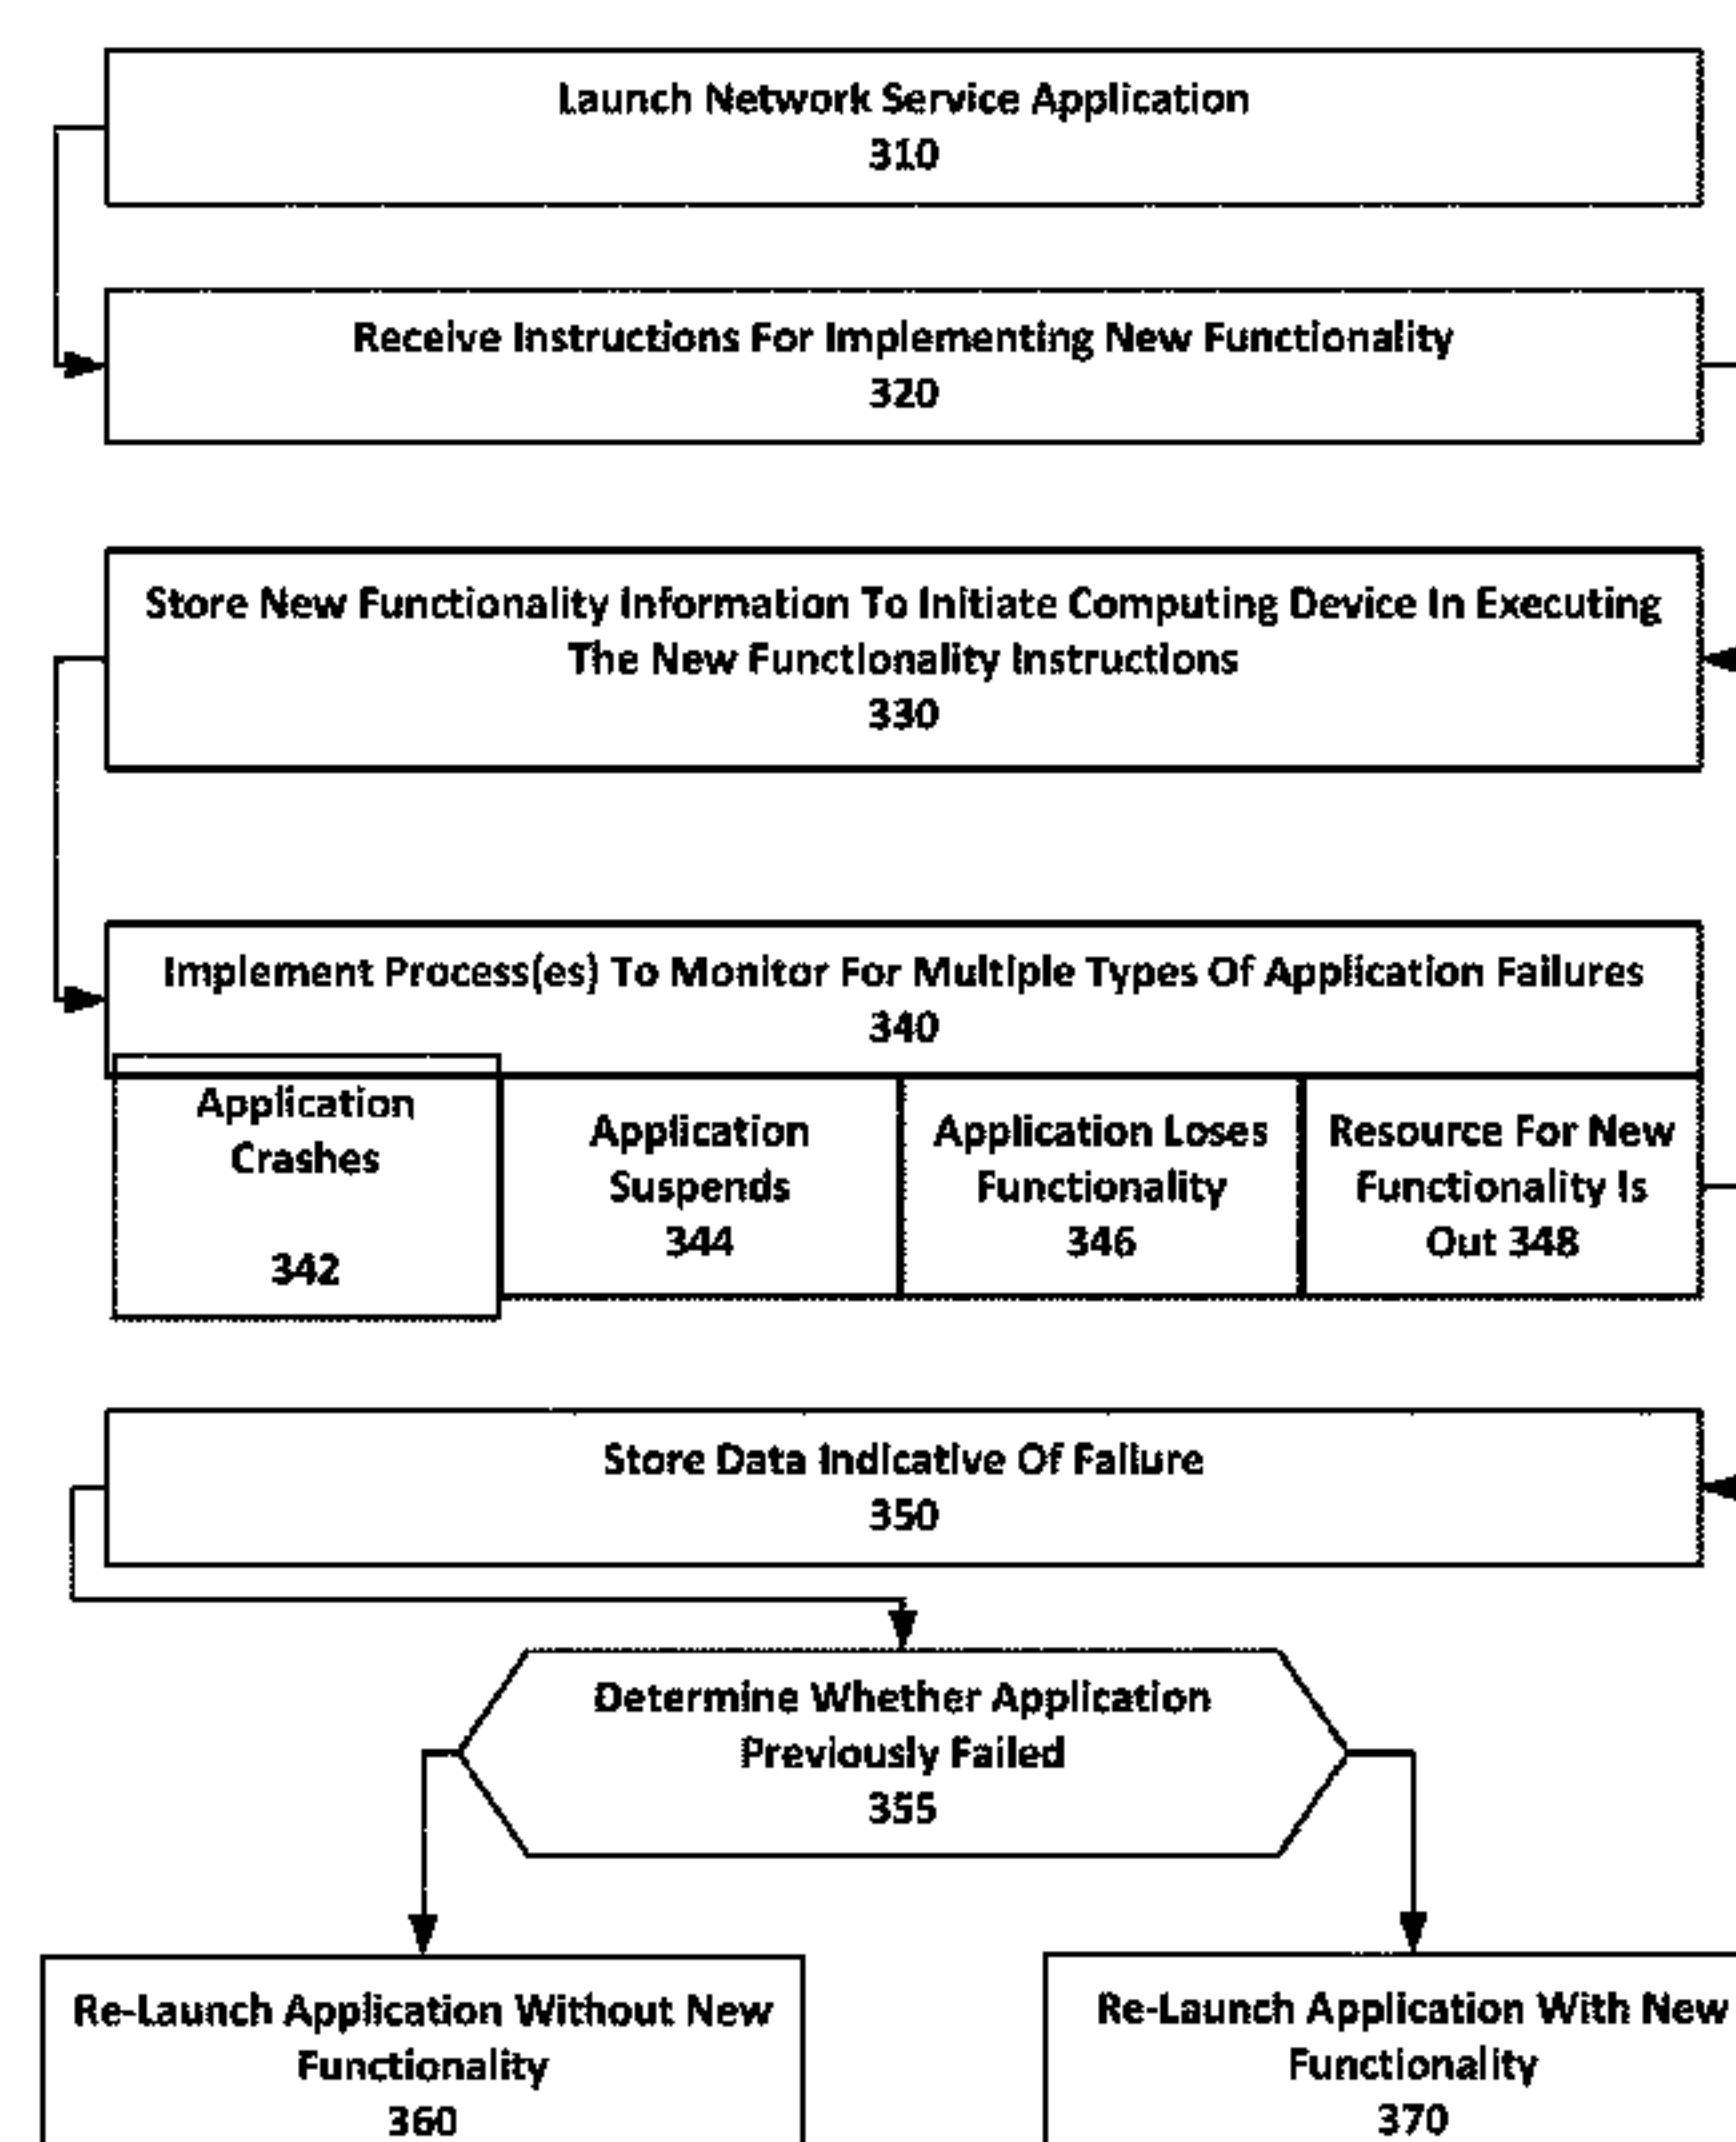 Launch Network Service Application
310
Receive Instructions For Implementing New Functionality
320
Store New Functionality Information To Initiate Computing Device In Executing
The New Functionality Instructions
330
Implement Process(es) To Monitor For Multiple Types Of Application Failures
340
Application
Crashes
342
Application
Suspends
344
Application Loses
Functionality
346
Resource For New
Functionality Is
Out 348
Store Data Indicative Of Failure
350
Determine Whether Application
Previously Failed
355
Re-Launch Application Without New
Functionality
360
Re-Launch Application With New
Functionality
370